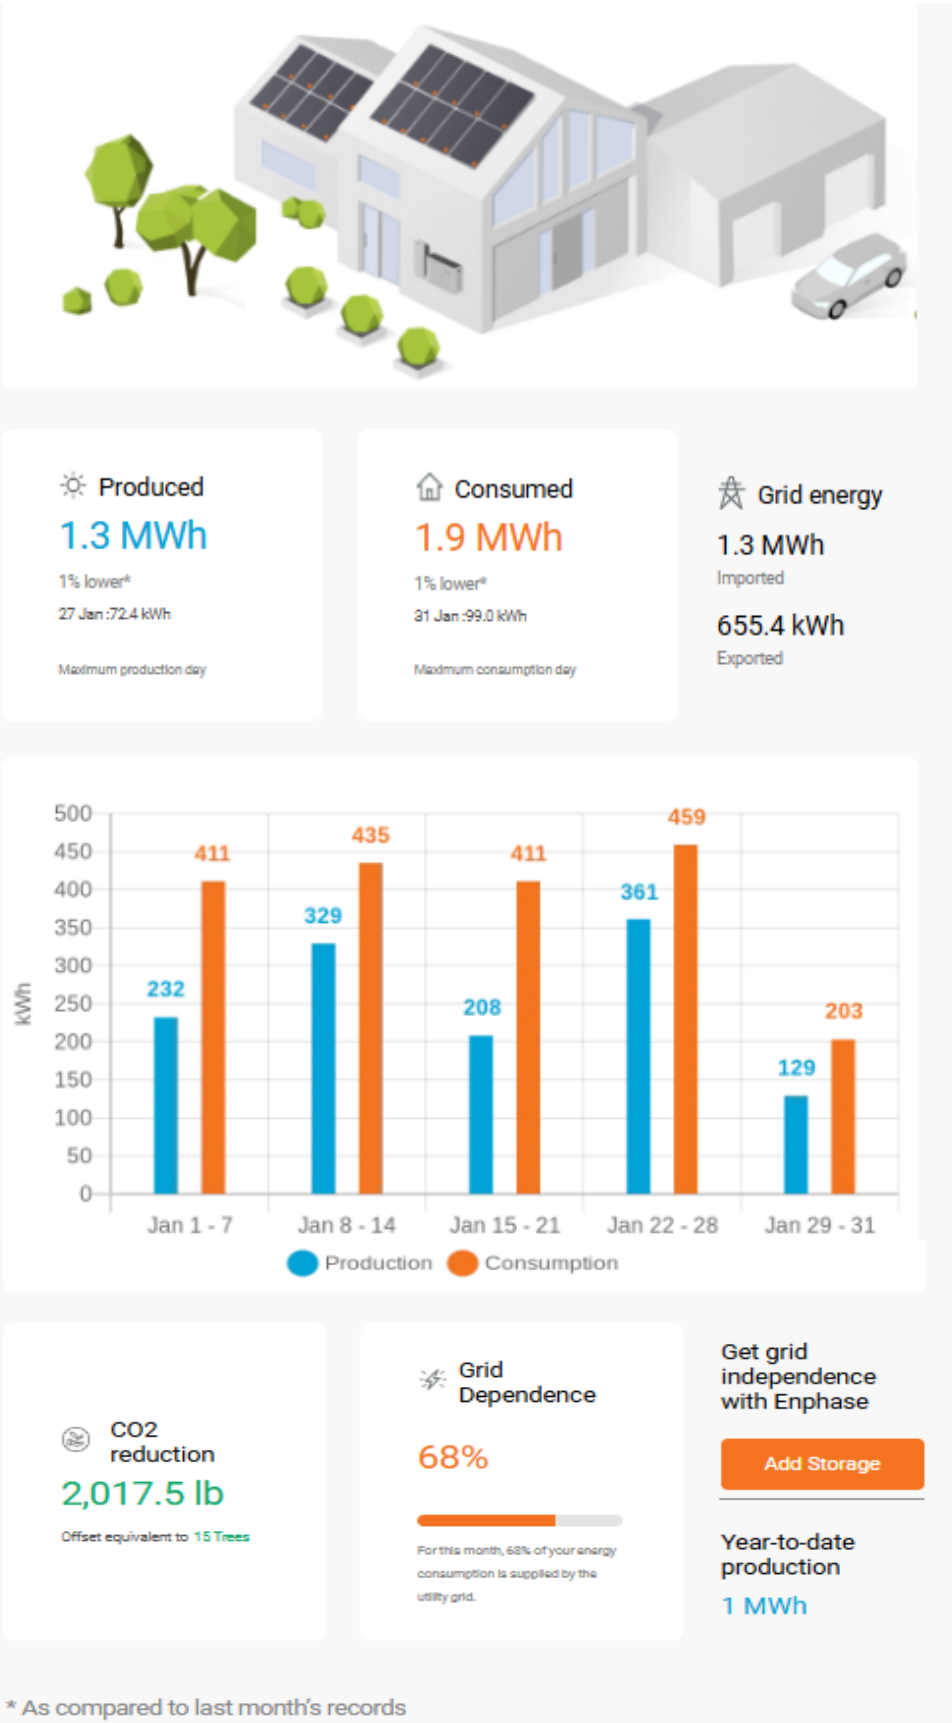 Produced
1.3 MWh
1% lower*
27 Jan :72.4 kWh
Maximum production day
Consumed
1.9 MWh
1% lower*
31 Jan :99.0 kWh
Maximum consumption day
Grid energy
1.3 MWh
Imported
655.4 kWh
Exported
500
450
400
350
300
250
200
150
100
50
0
kWh
232
411
329
435
208
411
361
459
129
203
Jan 1 - 7
Jan 8 - 14
Jan 15 - 21
Jan 22 - 28
Jan 29 - 31
Production
Consumption
CO2
reduction
2,017.5 lb
Offset equivalent to 15 Trees
Grid
Dependence
68%
For this month, 68% of your energy
consumption is supplied by the
utility grid.
Get grid
independence
with Enphase
Add Storage
Year-to-date
production
1 MWh
* As compared to last month's records